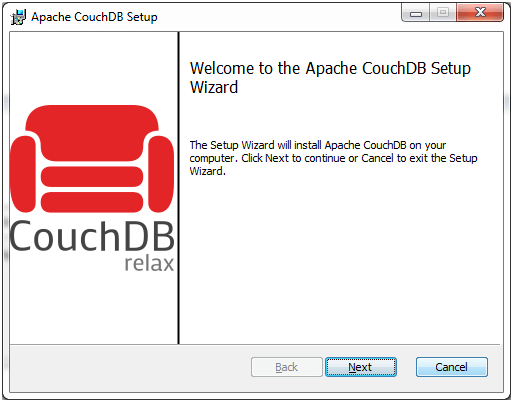 Apache CouchDB Setup
Welcome to the Apache CouchDB Setup
Wizard
The Setup Wizard will install Apache CouchDB on your
computer. Click Next to continue or Cancel to exit the Setup
Wizard.
CouchDB
relax
Back
Next
Cancel